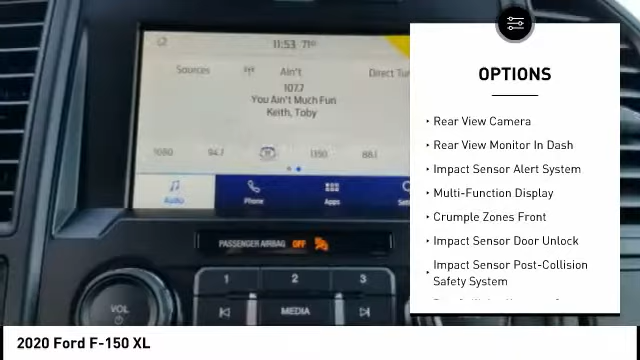 11:53 71°
Sources
Ain't
Direct Tun
107.7
You Ain't Much Fun
Keith, Toby
94.7
1350
88.1
Audio
Phone
Apps
PASSENGER AIRBAG OFF
1 2 3
VOL
MEDIA
OPTIONS
Rear View Camera
Rear View Monitor In Dash
Impact Sensor Alert System
Multi-Function Display
Crumple Zones Front
Impact Sensor Door Unlock
Impact Sensor Post-Collision
Safety System
2020 Ford F-150 XL